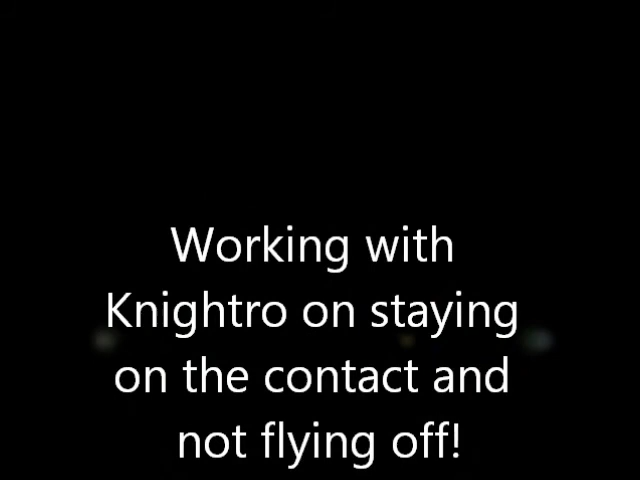 Working with
Knightro on staying
on the contact and
not flying off!